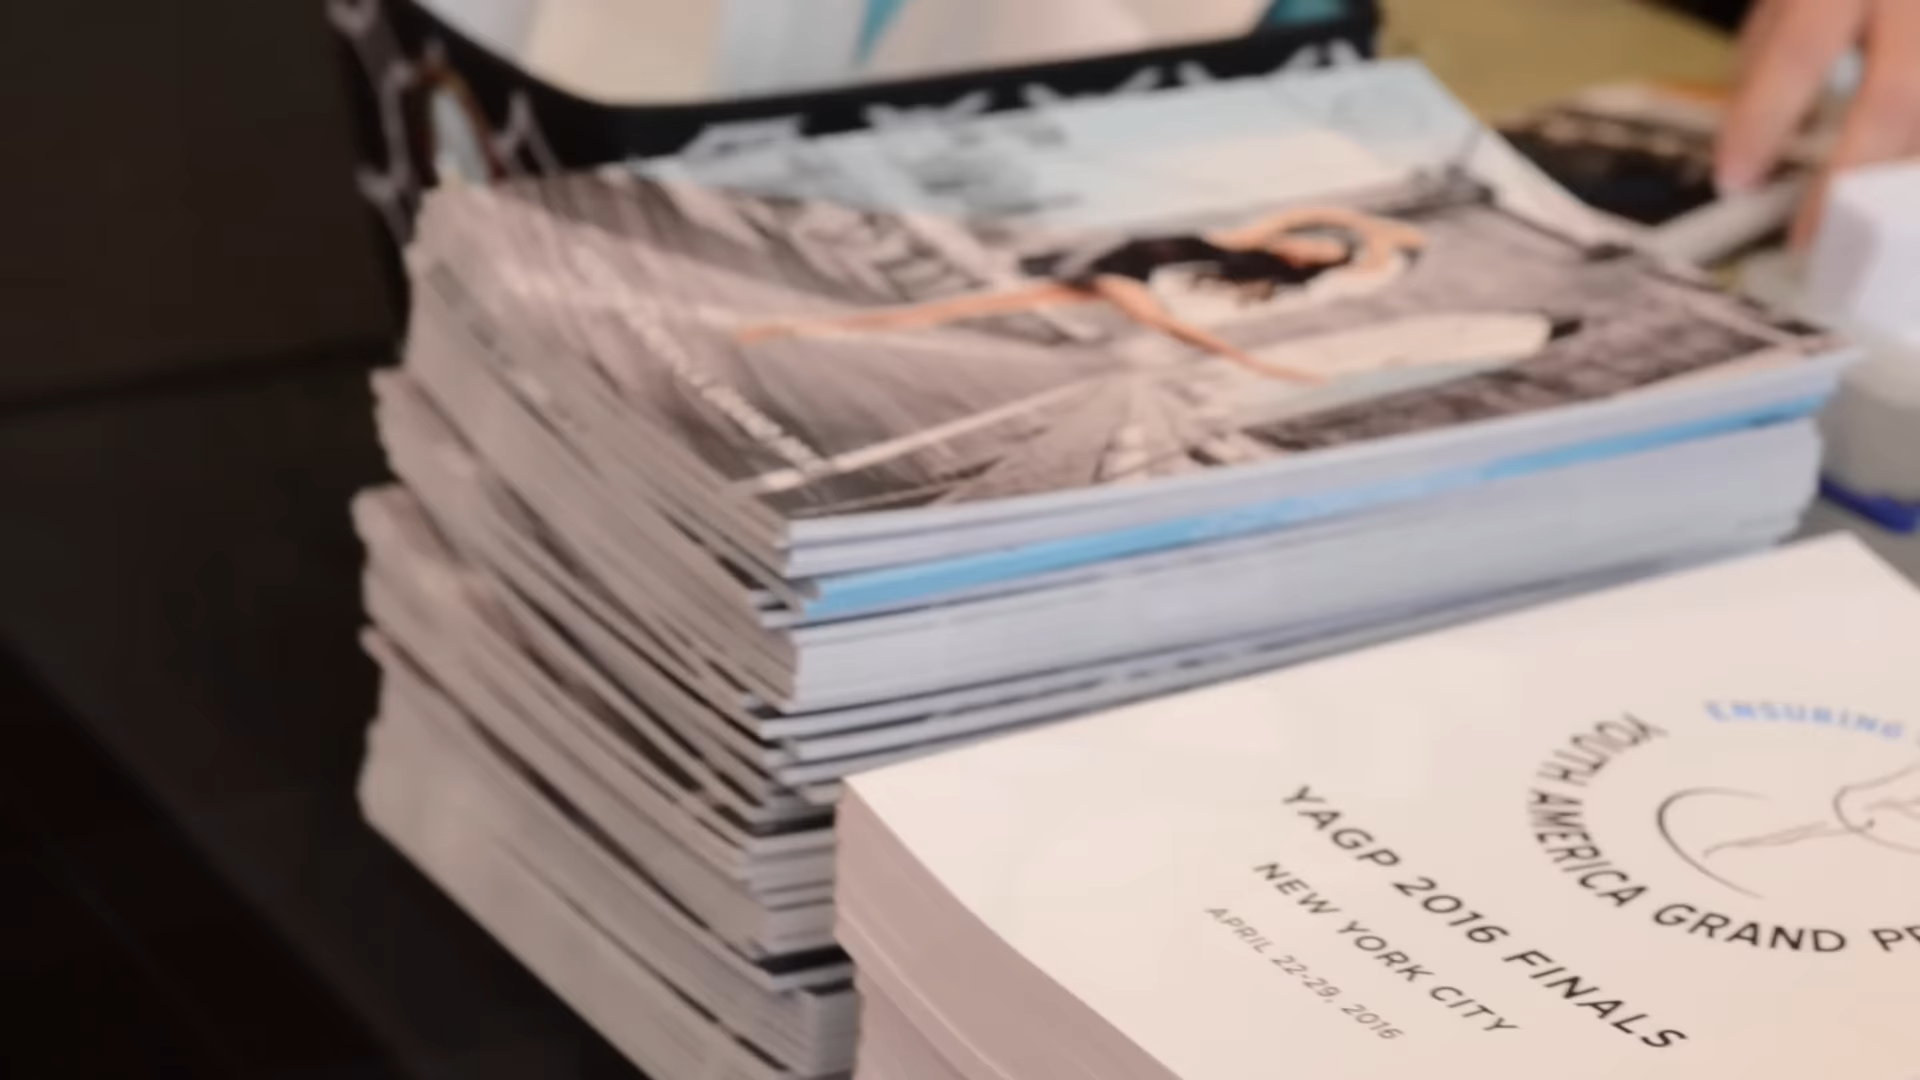 ENSURING
YOUTH AMERICA GRAND
YAGP 2016 FINALS
NEW YORK CITY
APRIL 22-29, 2016